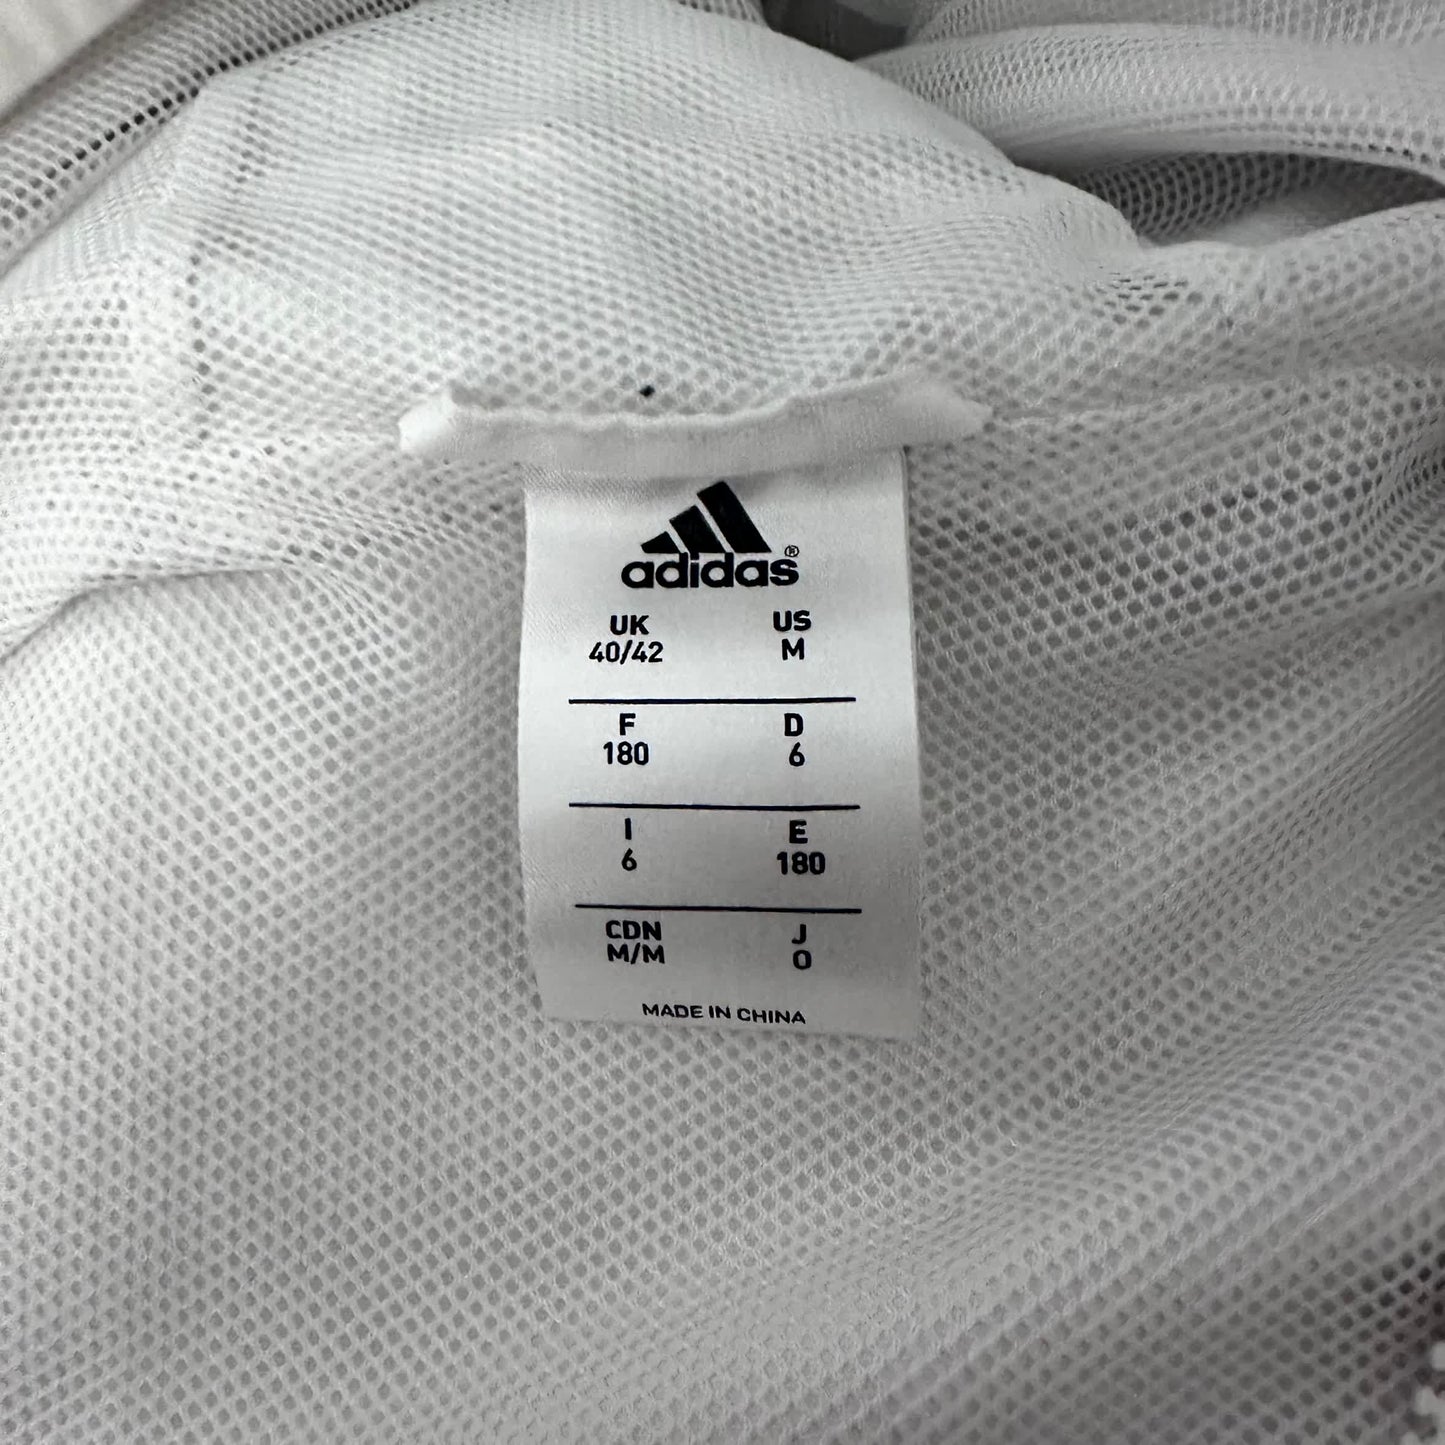 adidas®
UK US
40/42 M
F D
180 6
I E
6 180
CDN J
M/M O
MADE IN CHINA